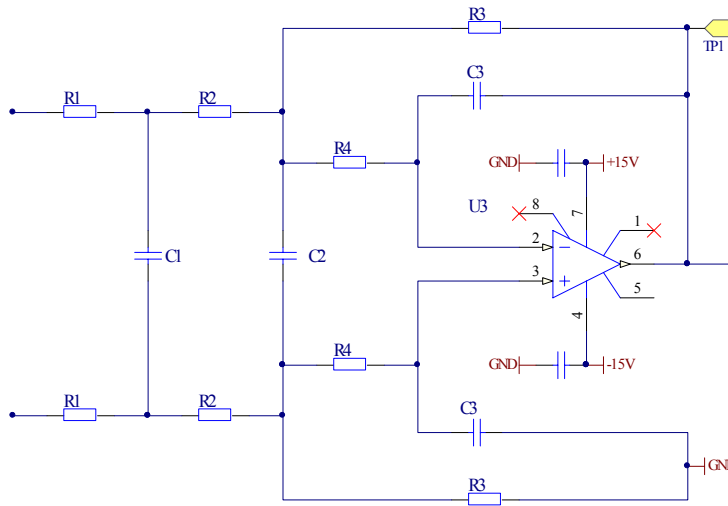 R3
TP1
C3
R1
R2
R4
GND
+15V
U3
8
7
1
2
6
3
5
4
C1
C2
R4
GND
-15V
R1
R2
C3
GN
R3